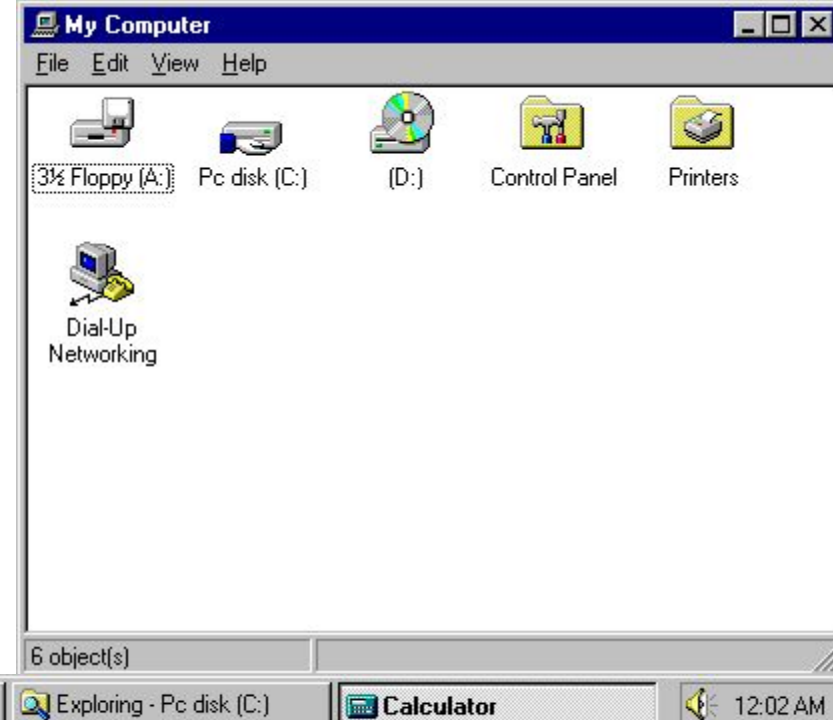 My Computer
File Edit View Help
3½ Floppy (A:) Pc disk (C:) (D:) Control Panel Printers
Dial-Up
Networking
6 object(s)
Exploring - Pc disk (C:) Calculator 12:02 AM